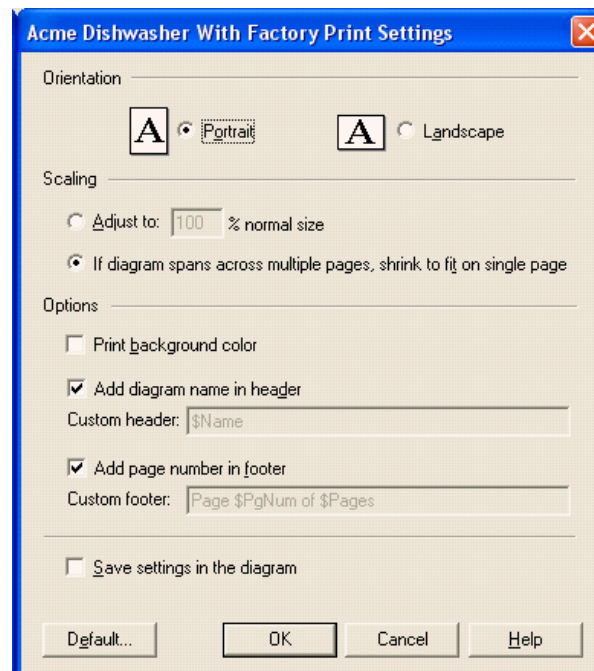 Acme Dishwasher With Factory Print Settings
Orientation
A Portrait A Landscape
Scaling
Adjust to: 100 % normal size
If diagram spans across multiple pages, shrink to fit on single page
Options
Print background color
Add diagram name in header
Custom header: $Name
Add page number in footer
Custom footer: Page $PgNum of $Pages
Save settings in the diagram
Default... OK Cancel Help